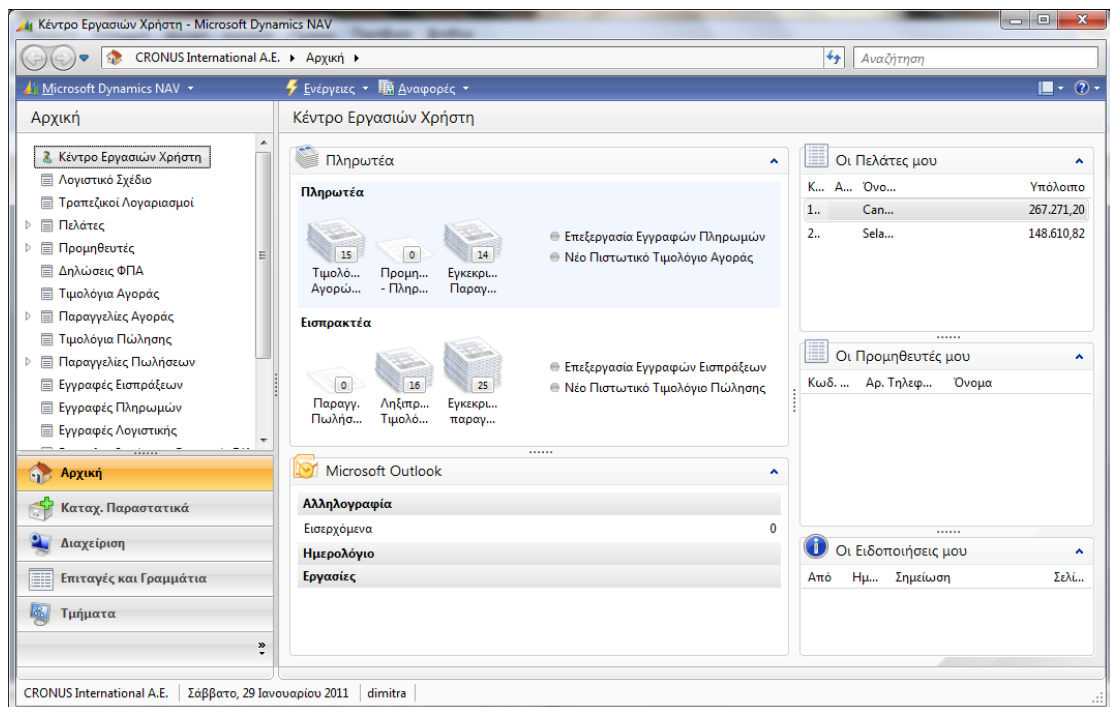 Κέντρο Εργασιών Χρήστη - Microsoft Dynamics NAV
CRONUS International A.E. Αρχική
Αναζήτηση
Microsoft Dynamics NAV
Ενέργειες Αναφορές
Αρχική
Κέντρο Εργασιών Χρήστη
Λογιστικό Σχέδιο
Τραπεζικοί Λογαριασμοί
Πελάτες
Προμηθευτές
Δηλώσεις ΦΠΑ
Τιμολόγια Αγοράς
Παραγγελίες Αγοράς
Τιμολόγια Πώλησης
Παραγγελίες Πωλήσεων
Εγγραφές Εισπράξεων
Εγγραφές Πληρωμών
Εγγραφές Λογιστικής
Αρχική
Καταχ. Παραστατικά
Διαχείριση
Επιταγές και Γραμμάτια
Τμήματα
Κέντρο Εργασιών Χρήστη
Πληρωτέα
Πληρωτέα
15 0 14
Τιμολό... Προμη... Εγκεκρι...
Αγορώ... - Πληρ... Παραγ...
Επεξεργασία Εγγραφών Πληρωμών
Νέο Πιστωτικό Τιμολόγιο Αγοράς
Εισπρακτέα
0 16 25
Παραγγ. Ληξιπρ... Εγκεκρι...
Πωλήσ... Τιμολό... παραγ...
Επεξεργασία Εγγραφών Εισπράξεων
Νέο Πιστωτικό Τιμολόγιο Πώλησης
Microsoft Outlook
Αλληλογραφία
Εισερχόμενα 0
Ημερολόγιο
Εργασίες
Οι Πελάτες μου
Κ... Α... Όνο... Υπόλοιπο
1.. Can... 267.271,20
2.. Sela... 148.610,82
Οι Προμηθευτές μου
Κωδ. ... Αρ. Τηλεφ... Όνομα
Οι Ειδοποιήσεις μου
Από Ημ... Σημείωση Σελί...
CRONUS International A.E. Σάββατο, 29 Ιανουαρίου 2011 dimitra